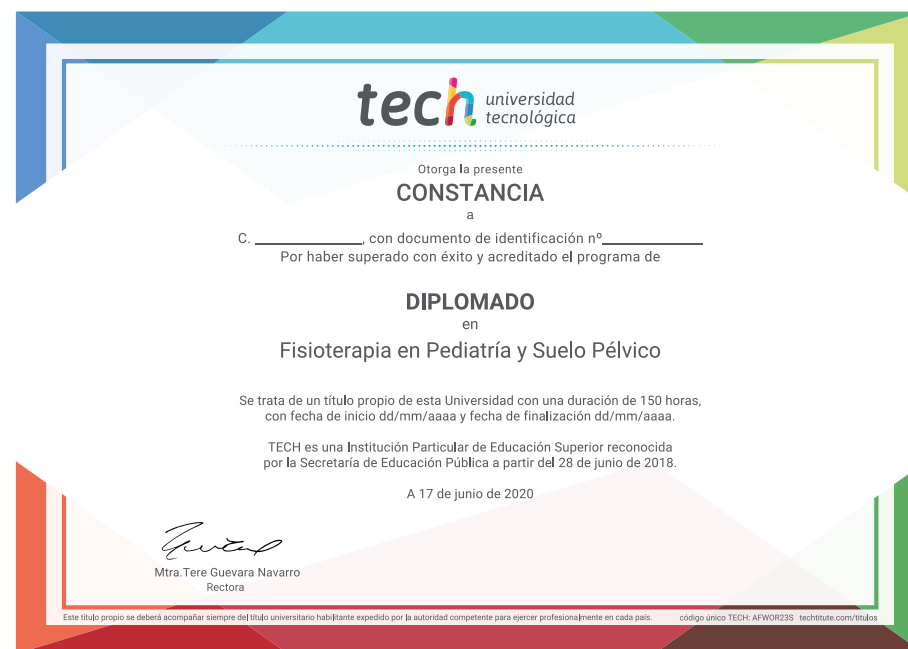 tech universidad
tecnológica
Otorga la presente
CONSTANCIA
a
C. ____________, con documento de identificación nº____________
Por haber superado con éxito y acreditado el programa de
DIPLOMADO
en
Fisioterapia en Pediatría y Suelo Pélvico
Se trata de un título propio de esta Universidad con una duración de 150 horas,
con fecha de inicio dd/mm/aaaa y fecha de finalización dd/mm/aaaa.
TECH es una Institución Particular de Educación Superior reconocida
por la Secretaría de Educación Pública a partir del 28 de junio de 2018.
A 17 de junio de 2020
Mtra.Tere Guevara Navarro
Rectora
Este título propio se deberá acompañar siempre del título universitario habilitante expedido por la autoridad competente para ejercer profesionalmente en cada país. código único TECH: AFWOR23S techtitute.com/titulos